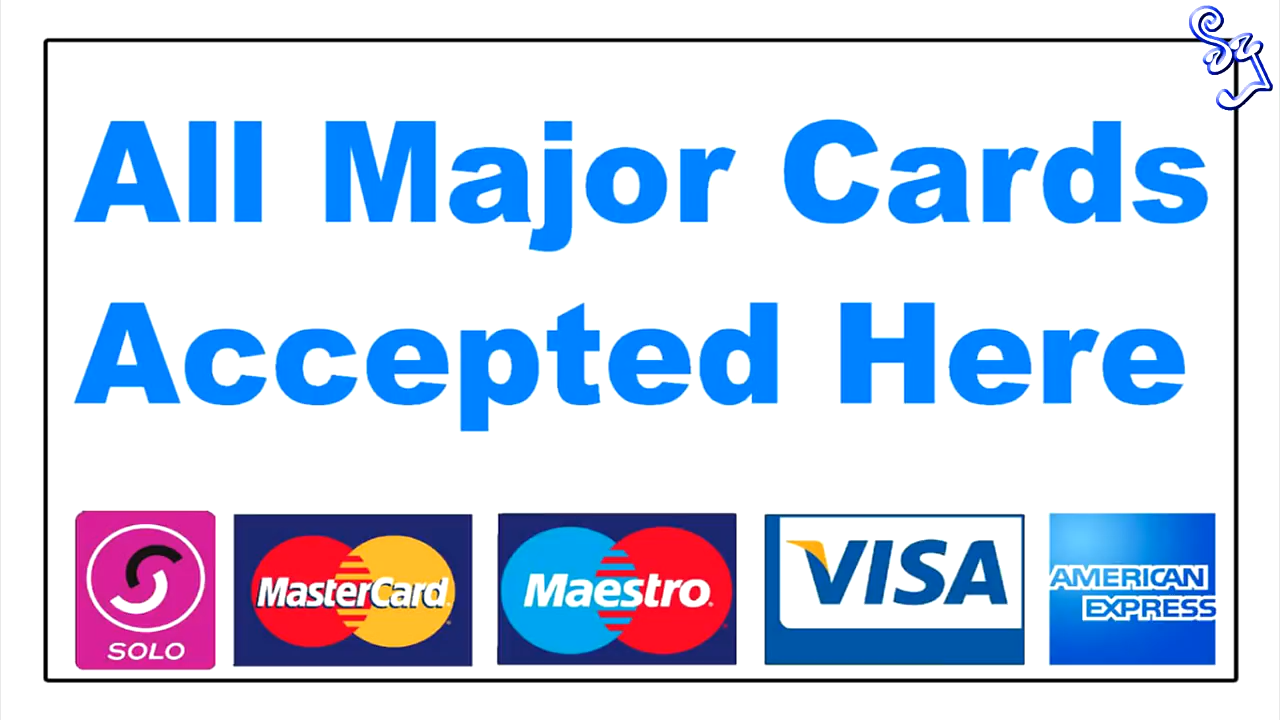 All Major Cards
Accepted Here
SOLO
MasterCard
Maestro
VISA
AMERICAN
EXPRESS